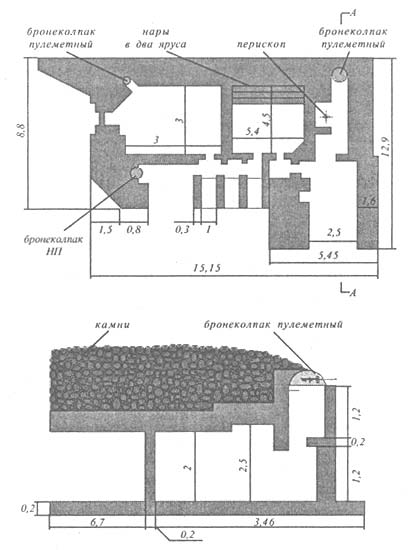 А
бронеколпак
пулеметный
нары
в два яруса
перископ
бронеколпак
пулеметный
8,8
3
3
5,4
4,5
12,9
1,6
2,5
1,5
0,8
0,3
1
5,45
15,15
бронеколпак
НП
А
камни
бронеколпак пулеметный
2
2,5
1,2
0,2
1,2
0,2
6,7
3,46
0,2